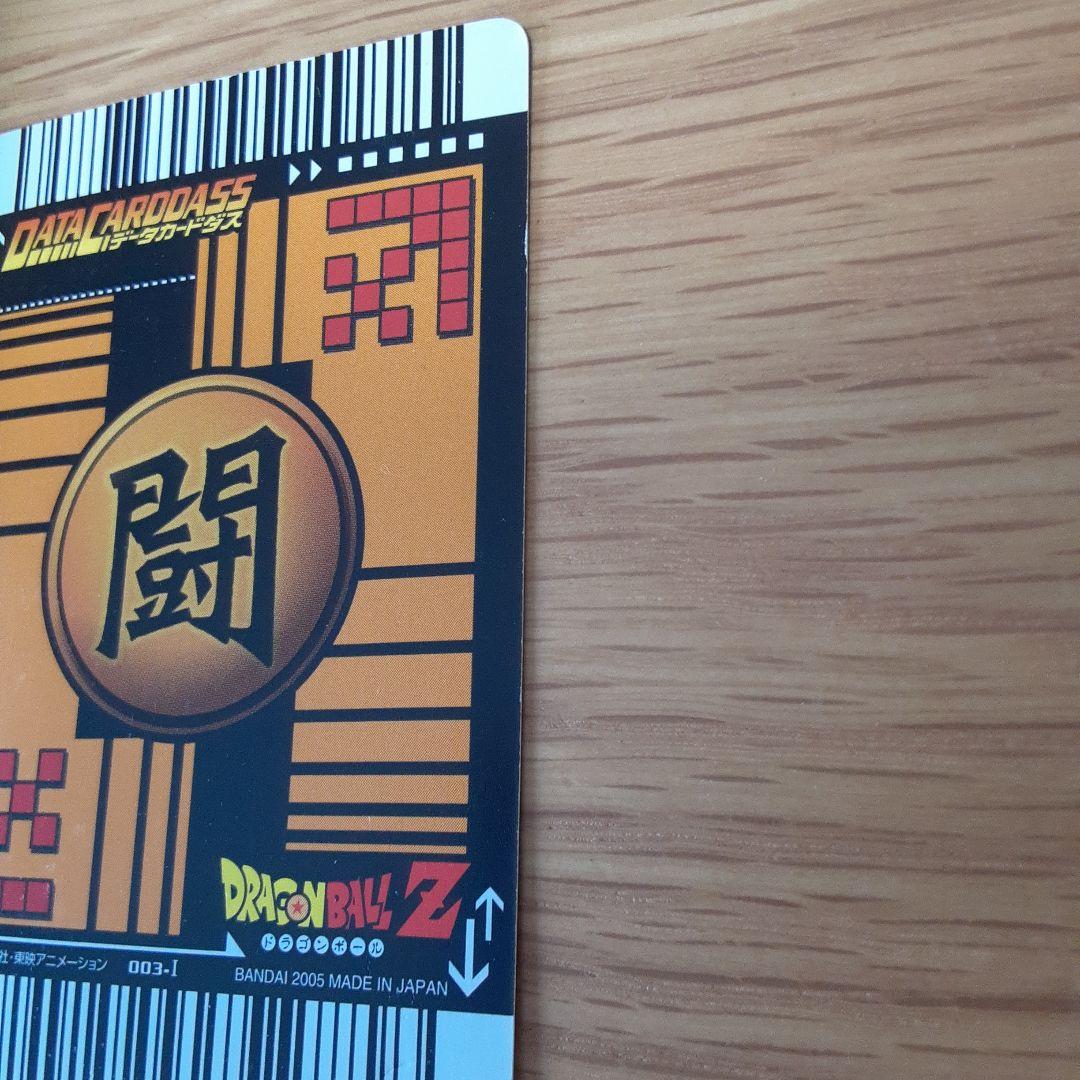 DATA CARDDASS
データカードダス
闘
DRAGON BALL Z
ドラゴンボール
社・東映アニメーション 003-I
BANDAI 2005 MADE IN JAPAN